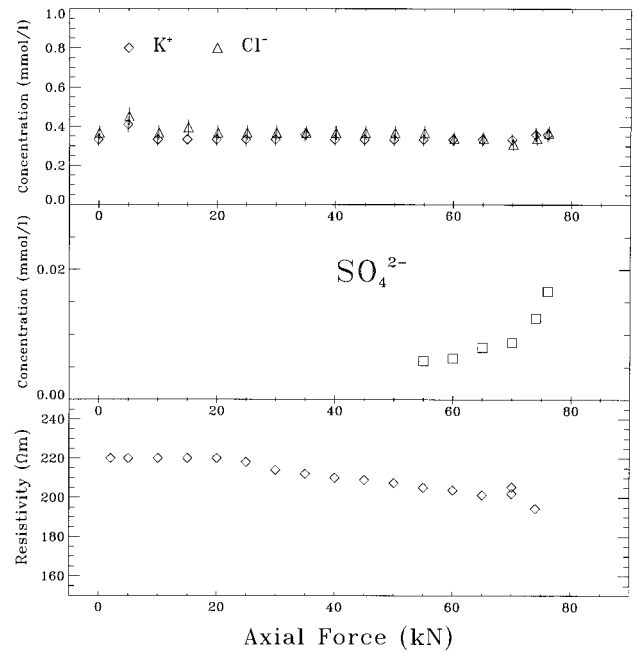 Concentration (mmol/l)
1.0
0.8
0.6
0.4
0.2
0.0
K⁺ Cl⁻
0 20 40 60 80
Concentration (mmol/l)
0.02
0.00
SO₄²⁻
0 20 40 60 80
Resistivity (Ωm)
240
220
200
180
160
0 20 40 60 80
Axial Force (kN)